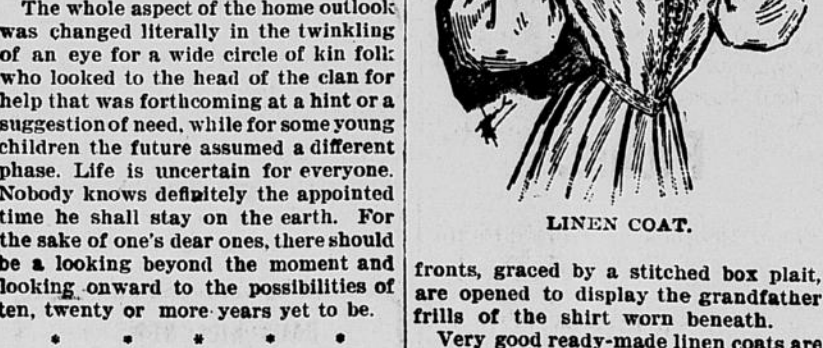 The whole aspect of the home outlook
was changed literally in the twinkling
of an eye for a wide circle of kin folk
who looked to the head of the clan for
help that was forthcoming at a hint or a
suggestion of need, while for some young
children the future assumed a different
phase. Life is uncertain for everyone.
Nobody knows definitely the appointed
time he shall stay on the earth. For
the sake of one's dear ones, there should
be a looking beyond the moment and
looking onward to the possibilities of
ten, twenty or more years yet to be.
* * * * *
LINEN COAT.
fronts, graced by a stitched box plait,
are opened to display the grandfather
frills of the shirt worn beneath.
Very good ready-made linen coats are